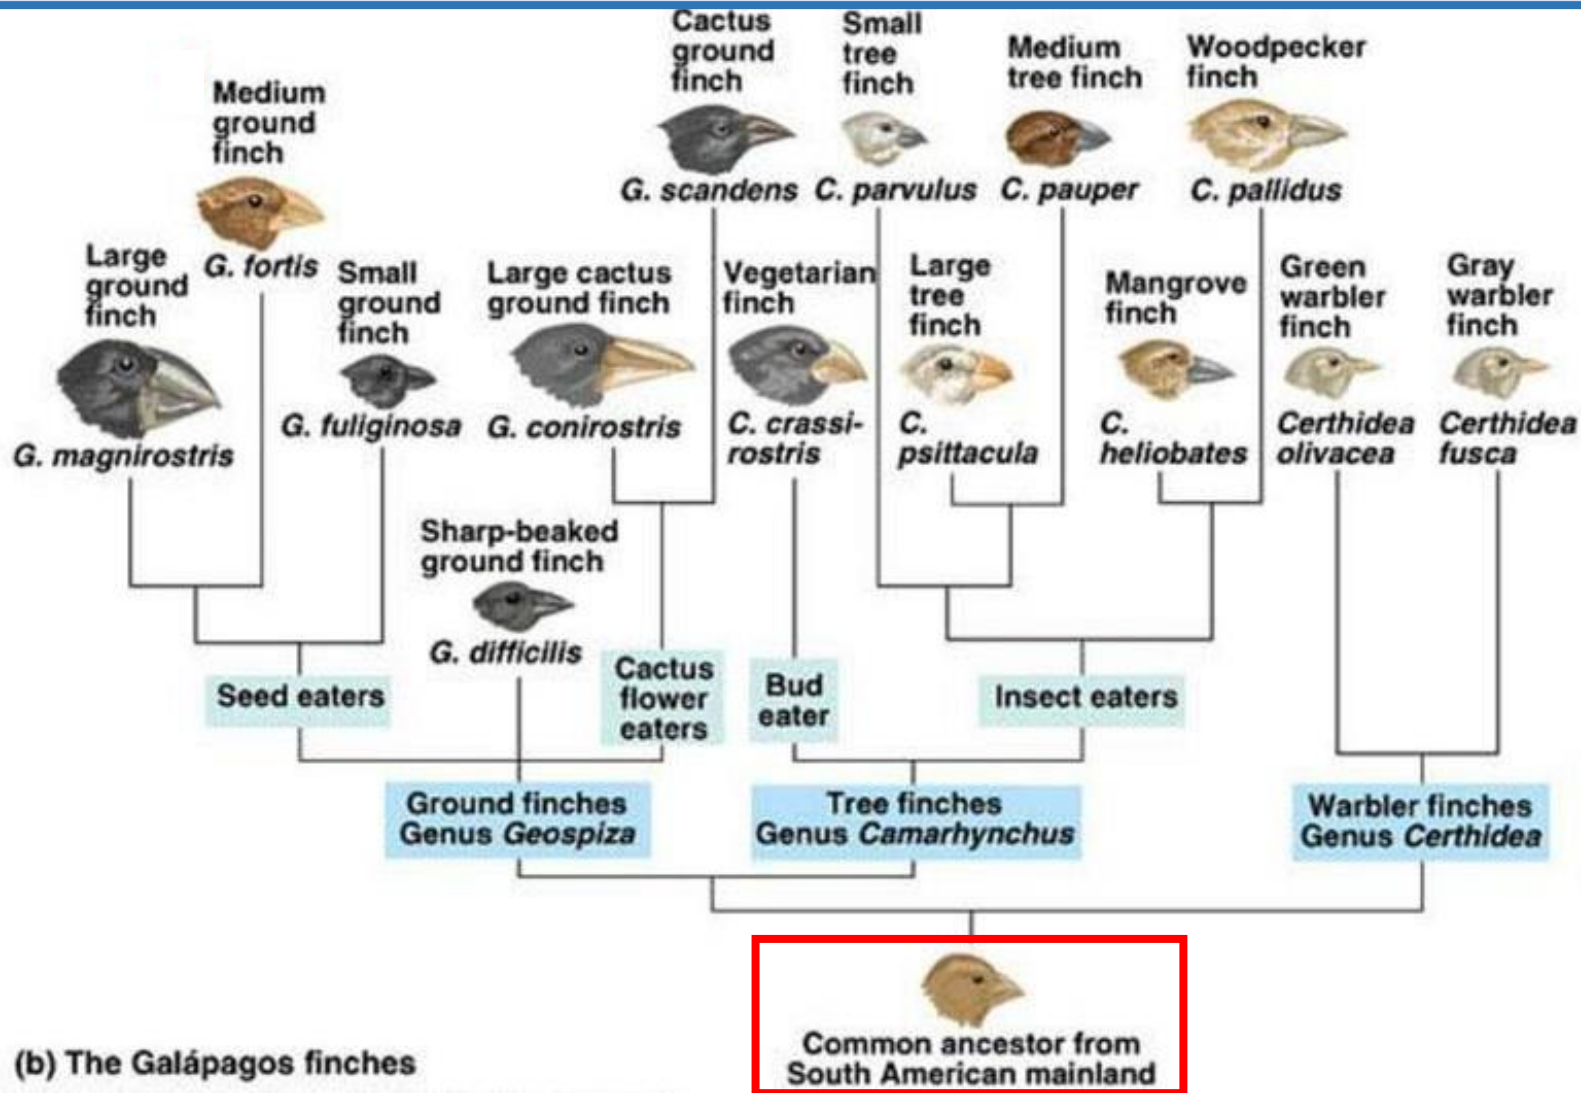 Cactus
ground
finch
G. scandens
Small
tree
finch
C. parvulus
Medium
tree finch
C. pauper
Woodpecker
finch
C. pallidus
Medium
ground
finch
G. fortis
Large
ground
finch
G. magnirostris
Small
ground
finch
G. fuliginosa
Large cactus
ground finch
G. conirostris
Vegetarian
finch
C. crassi-
rostris
Large
tree
finch
C.
psittacula
Mangrove
finch
C.
heliobates
Green
warbler
finch
Certhidea
olivacea
Gray
warbler
finch
Certhidea
fusca
Sharp-beaked
ground finch
G. difficilis
Seed eaters
Cactus
flower
eaters
Bud
eater
Insect eaters
Ground finches
Genus Geospiza
Tree finches
Genus Camarhynchus
Warbler finches
Genus Certhidea
Common ancestor from
South American mainland
(b) The Galápagos finches